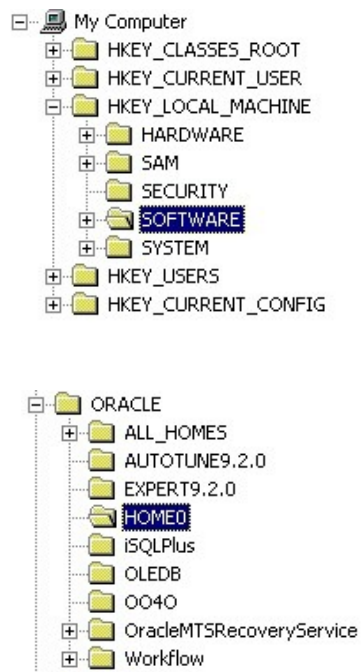 My Computer
HKEY_CLASSES_ROOT
HKEY_CURRENT_USER
HKEY_LOCAL_MACHINE
HARDWARE
SAM
SECURITY
SOFTWARE
SYSTEM
HKEY_USERS
HKEY_CURRENT_CONFIG
ORACLE
ALL_HOMES
AUTOTUNE9.2.0
EXPERT9.2.0
HOME0
iSQLPlus
OLEDB
OO4O
OracleMTSRecoveryService
Workflow